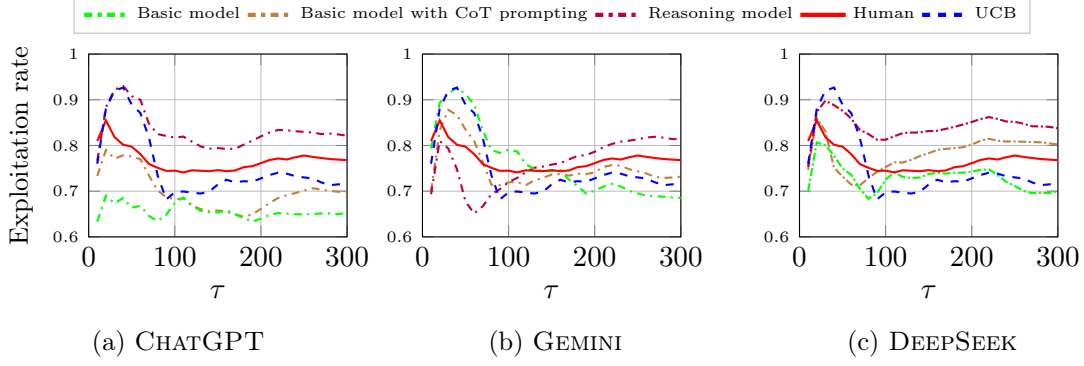 Basic model Basic model with CoT prompting Reasoning model Human UCB
Exploitation rate
1
0.9
0.8
0.7
0.6
0 100 200 300
τ
(a) CHATGPT
1
0.9
0.8
0.7
0.6
0 100 200 300
τ
(b) GEMINI
1
0.9
0.8
0.7
0.6
0 100 200 300
τ
(c) DEEPSEEK